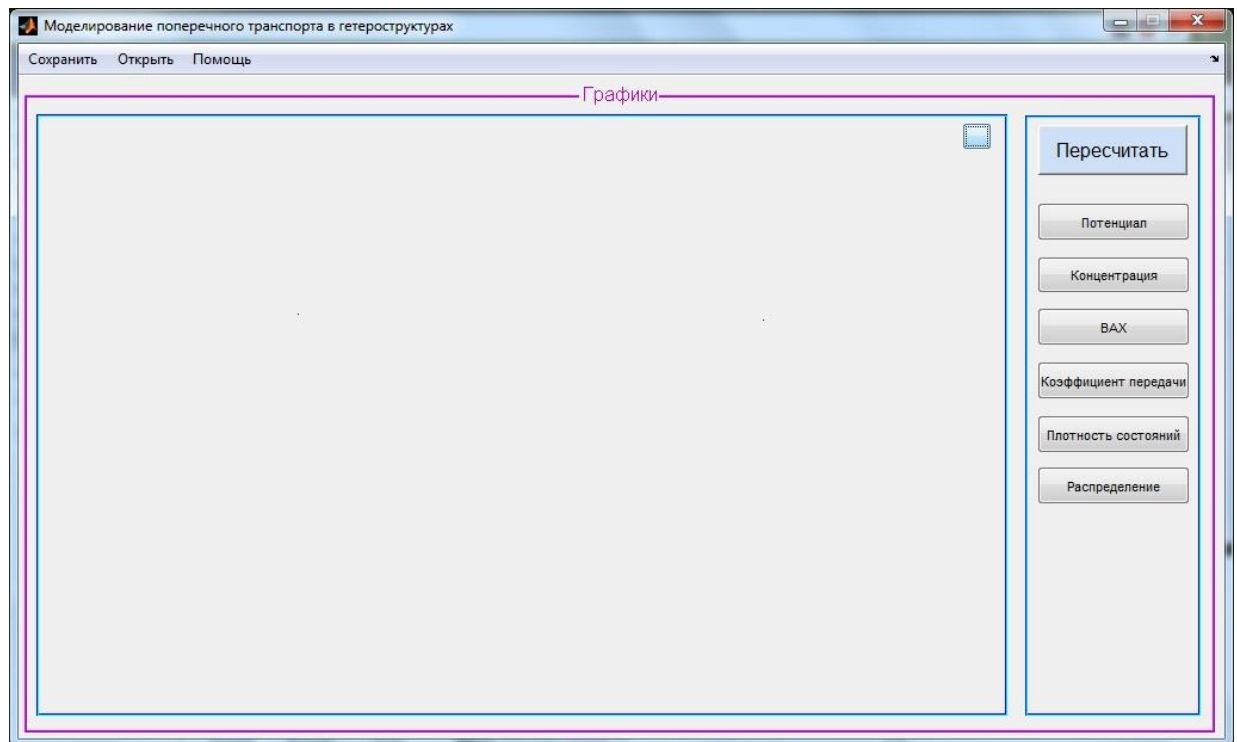 Моделирование поперечного транспорта в гетероструктурах
Сохранить Открыть Помощь
Графики
Пересчитать
Потенциал
Концентрация
ВАХ
Коэффициент передачи
Плотность состояний
Распределение